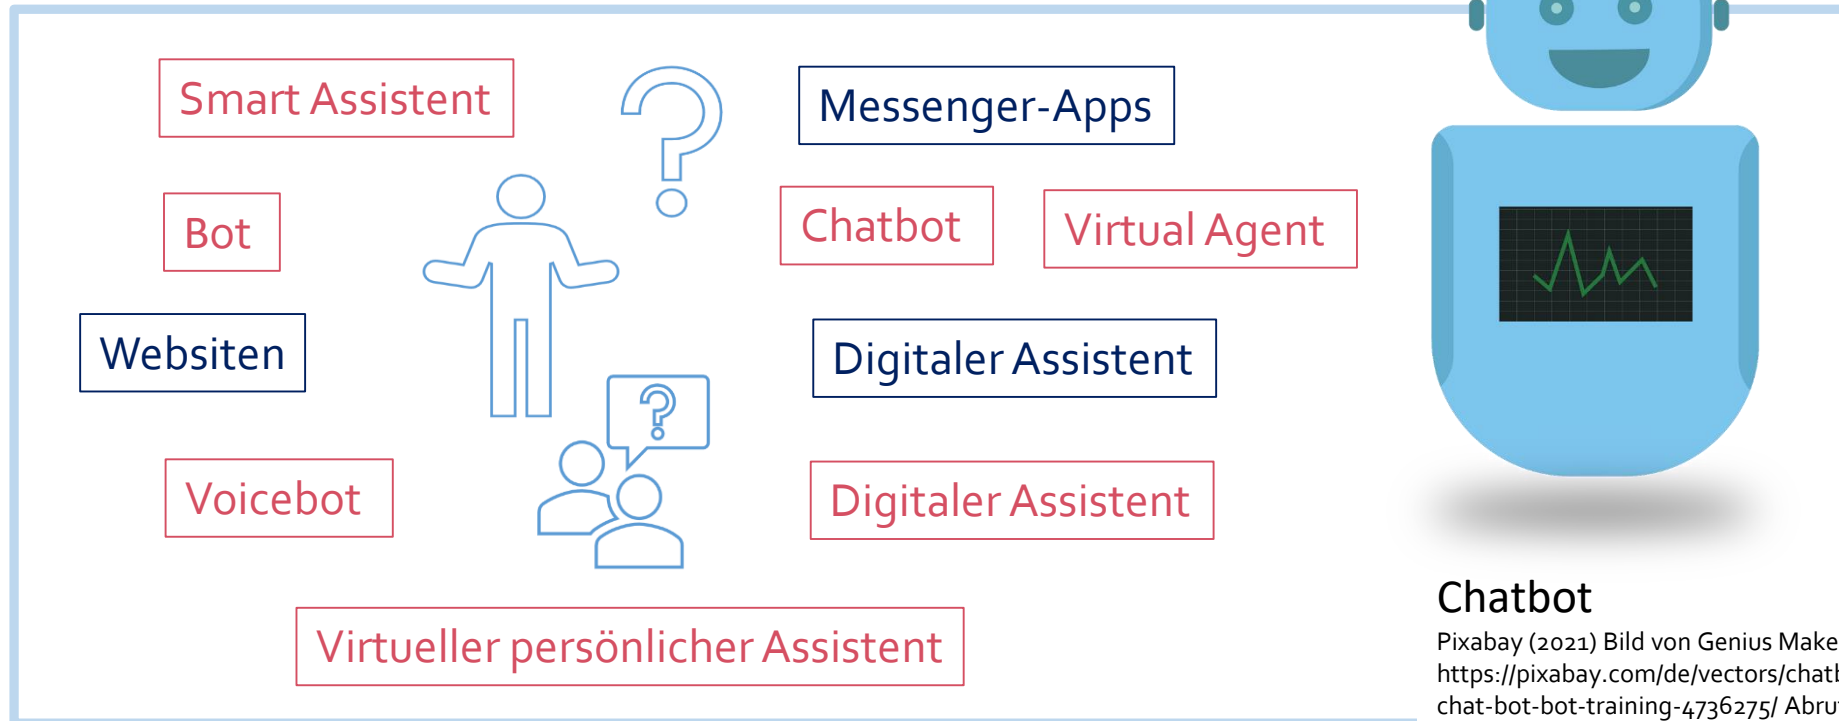 Smart Assistent
Messenger-Apps
Bot
Chatbot
Virtual Agent
Websiten
Digitaler Assistent
Voicebot
Digitaler Assistent
Virtueller persönlicher Assistent
?
?
Chatbot
Pixabay (2021) Bild von Genius Make
https://pixabay.com/de/vectors/chatb
chat-bot-bot-training-4736275/ Abru